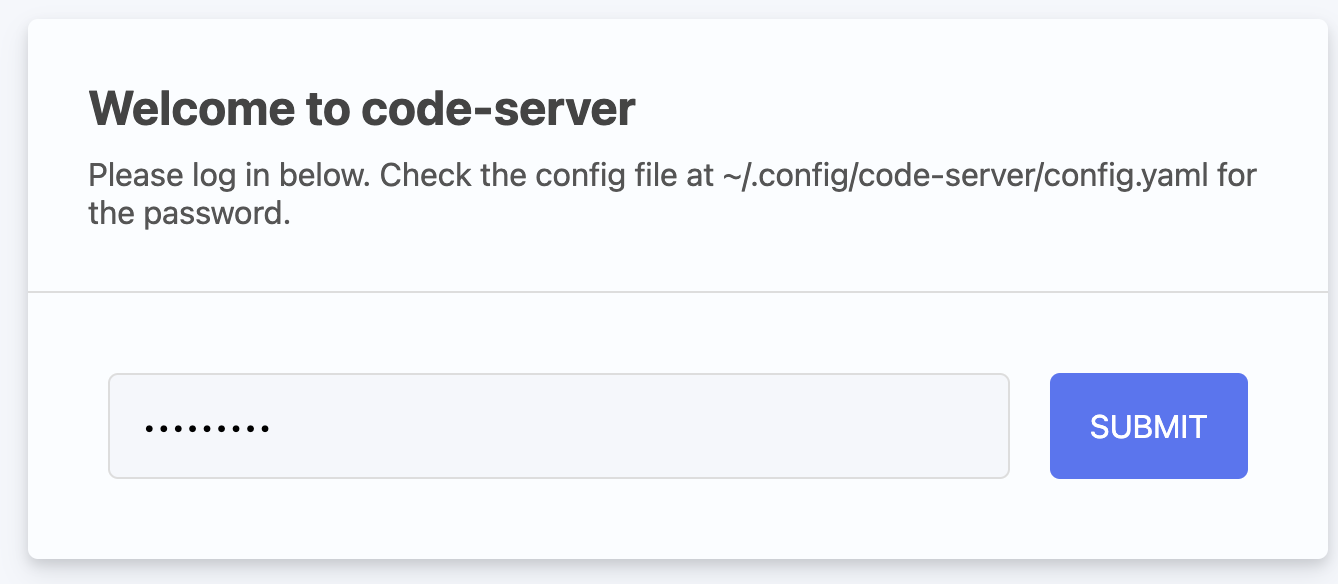 Welcome to code-server
Please log in below. Check the config file at ~/.config/code-server/config.yaml for
the password.
•••••••••
SUBMIT